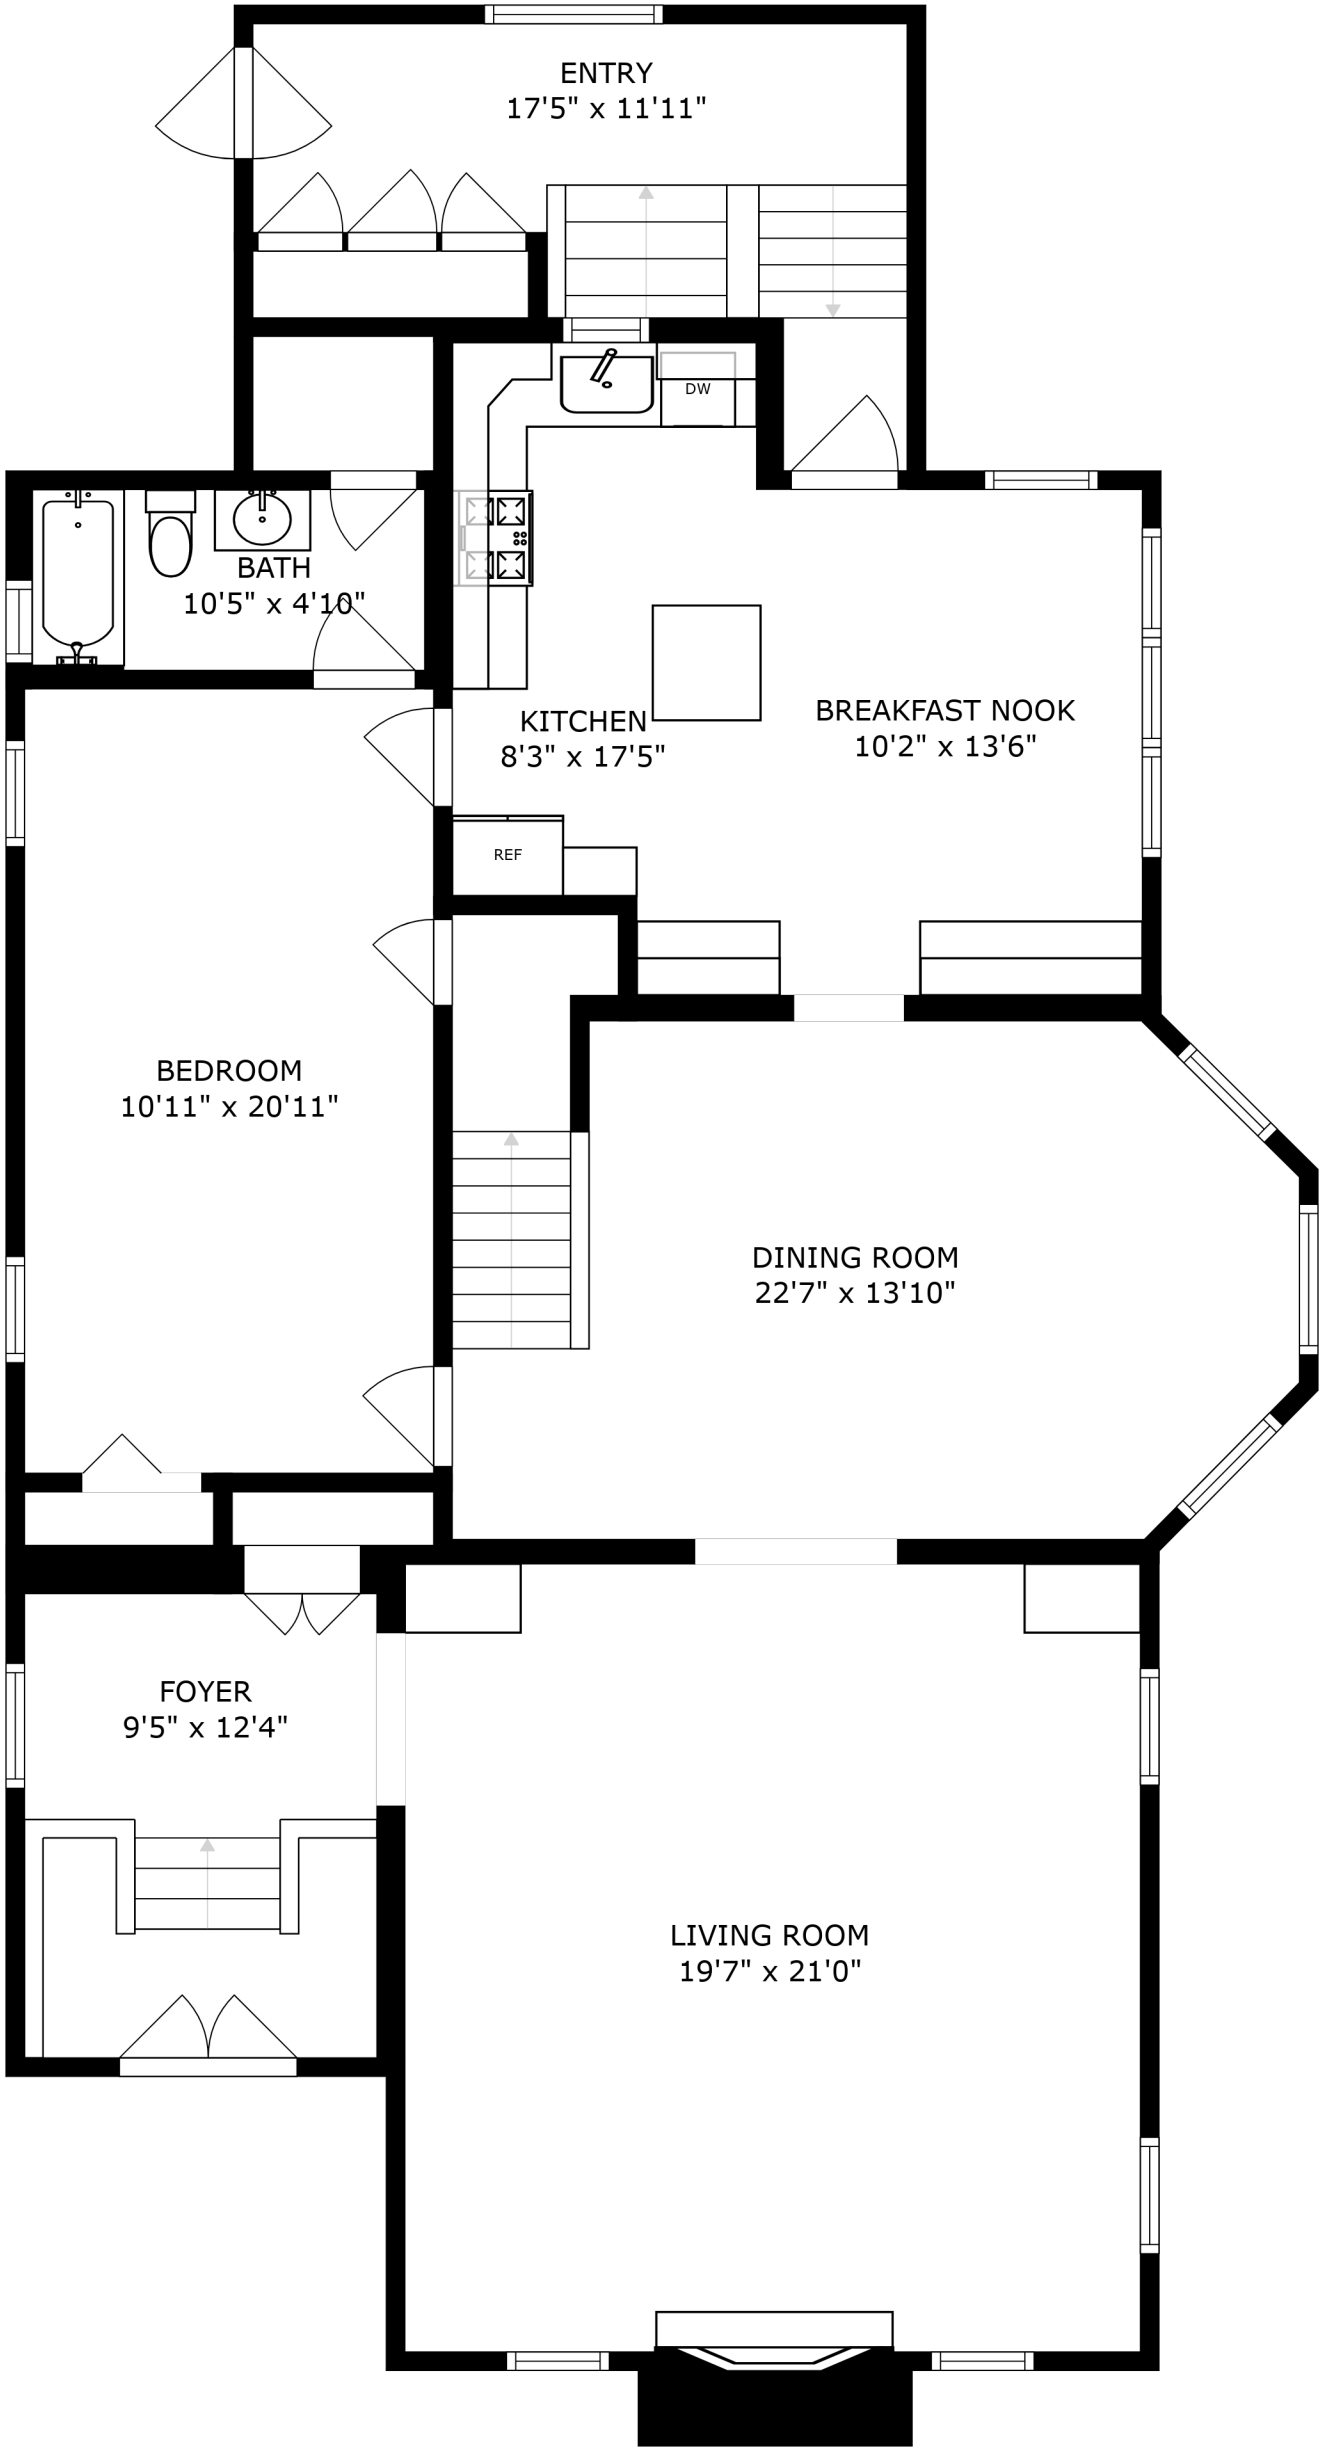 ENTRY
17'5" x 11'11"
DW
BATH
10'5" x 4'10"
KITCHEN
8'3" x 17'5"
BREAKFAST NOOK
10'2" x 13'6"
REF
BEDROOM
10'11" x 20'11"
DINING ROOM
22'7" x 13'10"
FOYER
9'5" x 12'4"
LIVING ROOM
19'7" x 21'0"